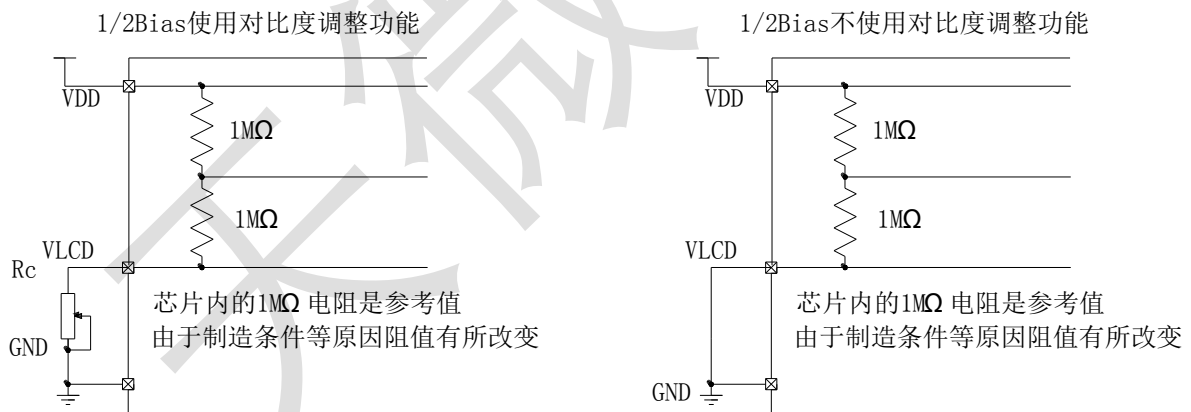 1/2Bias使用对比度调整功能
VDD
1MΩ
1MΩ
VLCD
Rc
芯片内的1MΩ 电阻是参考值
由于制造条件等原因阻值有所改变
GND
1/2Bias不使用对比度调整功能
VDD
1MΩ
1MΩ
VLCD
芯片内的1MΩ 电阻是参考值
由于制造条件等原因阻值有所改变
GND